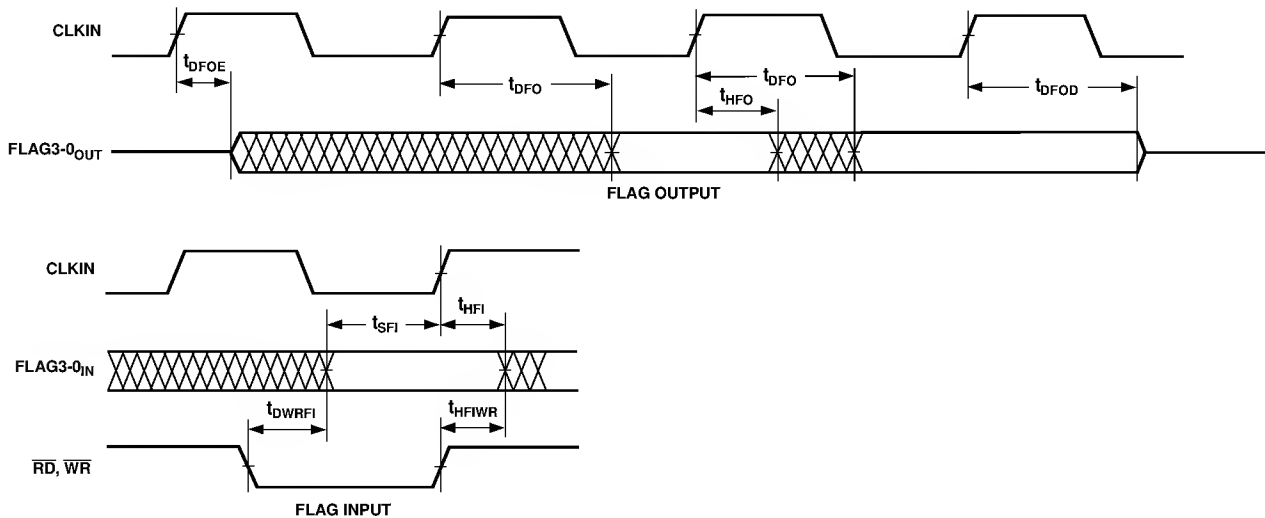 CLKIN
tDFOE
tDFO
tDFO
tHFO
tDFOD
FLAG3-0OUT
FLAG OUTPUT
CLKIN
tSFI
tHFI
FLAG3-0IN
tDWRFI
tHFIWR
RD, WR
FLAG INPUT